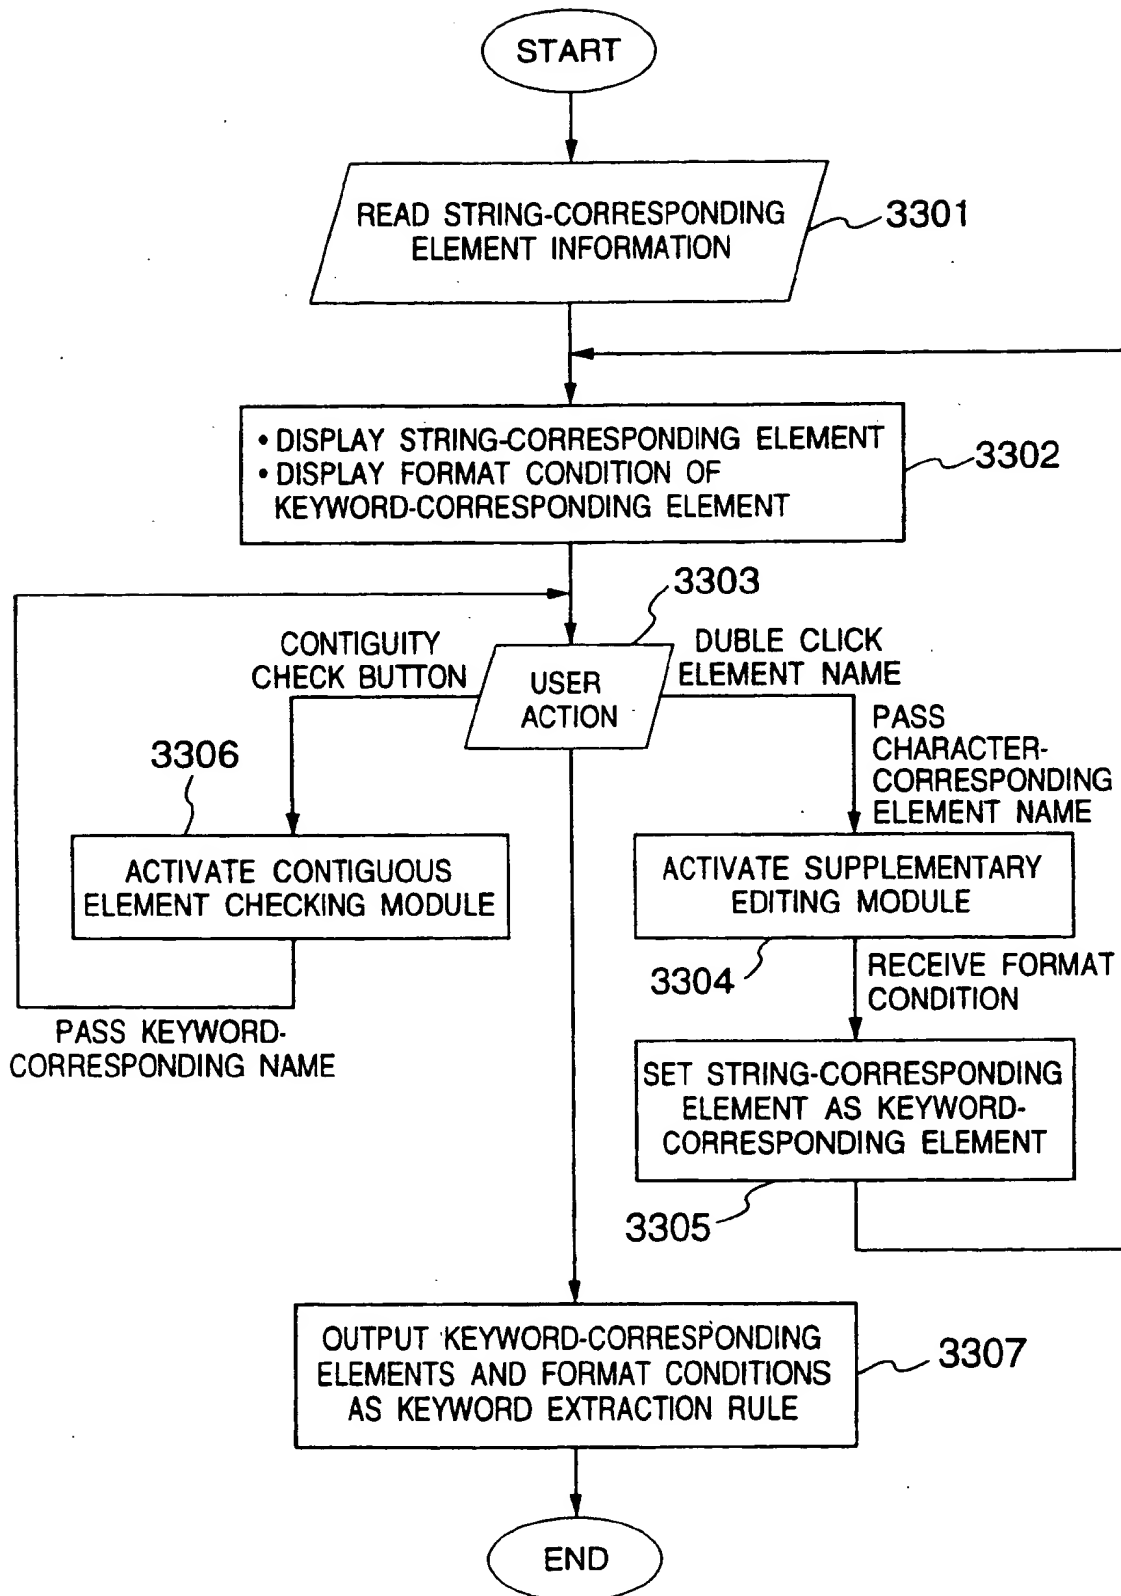 START
READ STRING-CORRESPONDING
ELEMENT INFORMATION
3301
• DISPLAY STRING-CORRESPONDING ELEMENT
• DISPLAY FORMAT CONDITION OF
KEYWORD-CORRESPONDING ELEMENT
3302
3303
CONTIGUITY
CHECK BUTTON
USER
ACTION
DUBLE CLICK
ELEMENT NAME
PASS
CHARACTER-
CORRESPONDING
ELEMENT NAME
3306
ACTIVATE CONTIGUOUS
ELEMENT CHECKING MODULE
ACTIVATE SUPPLEMENTARY
EDITING MODULE
3304
RECEIVE FORMAT
CONDITION
PASS KEYWORD-
CORRESPONDING NAME
SET STRING-CORRESPONDING
ELEMENT AS KEYWORD-
CORRESPONDING ELEMENT
3305
OUTPUT KEYWORD-CORRESPONDING
ELEMENTS AND FORMAT CONDITIONS
AS KEYWORD EXTRACTION RULE
3307
END